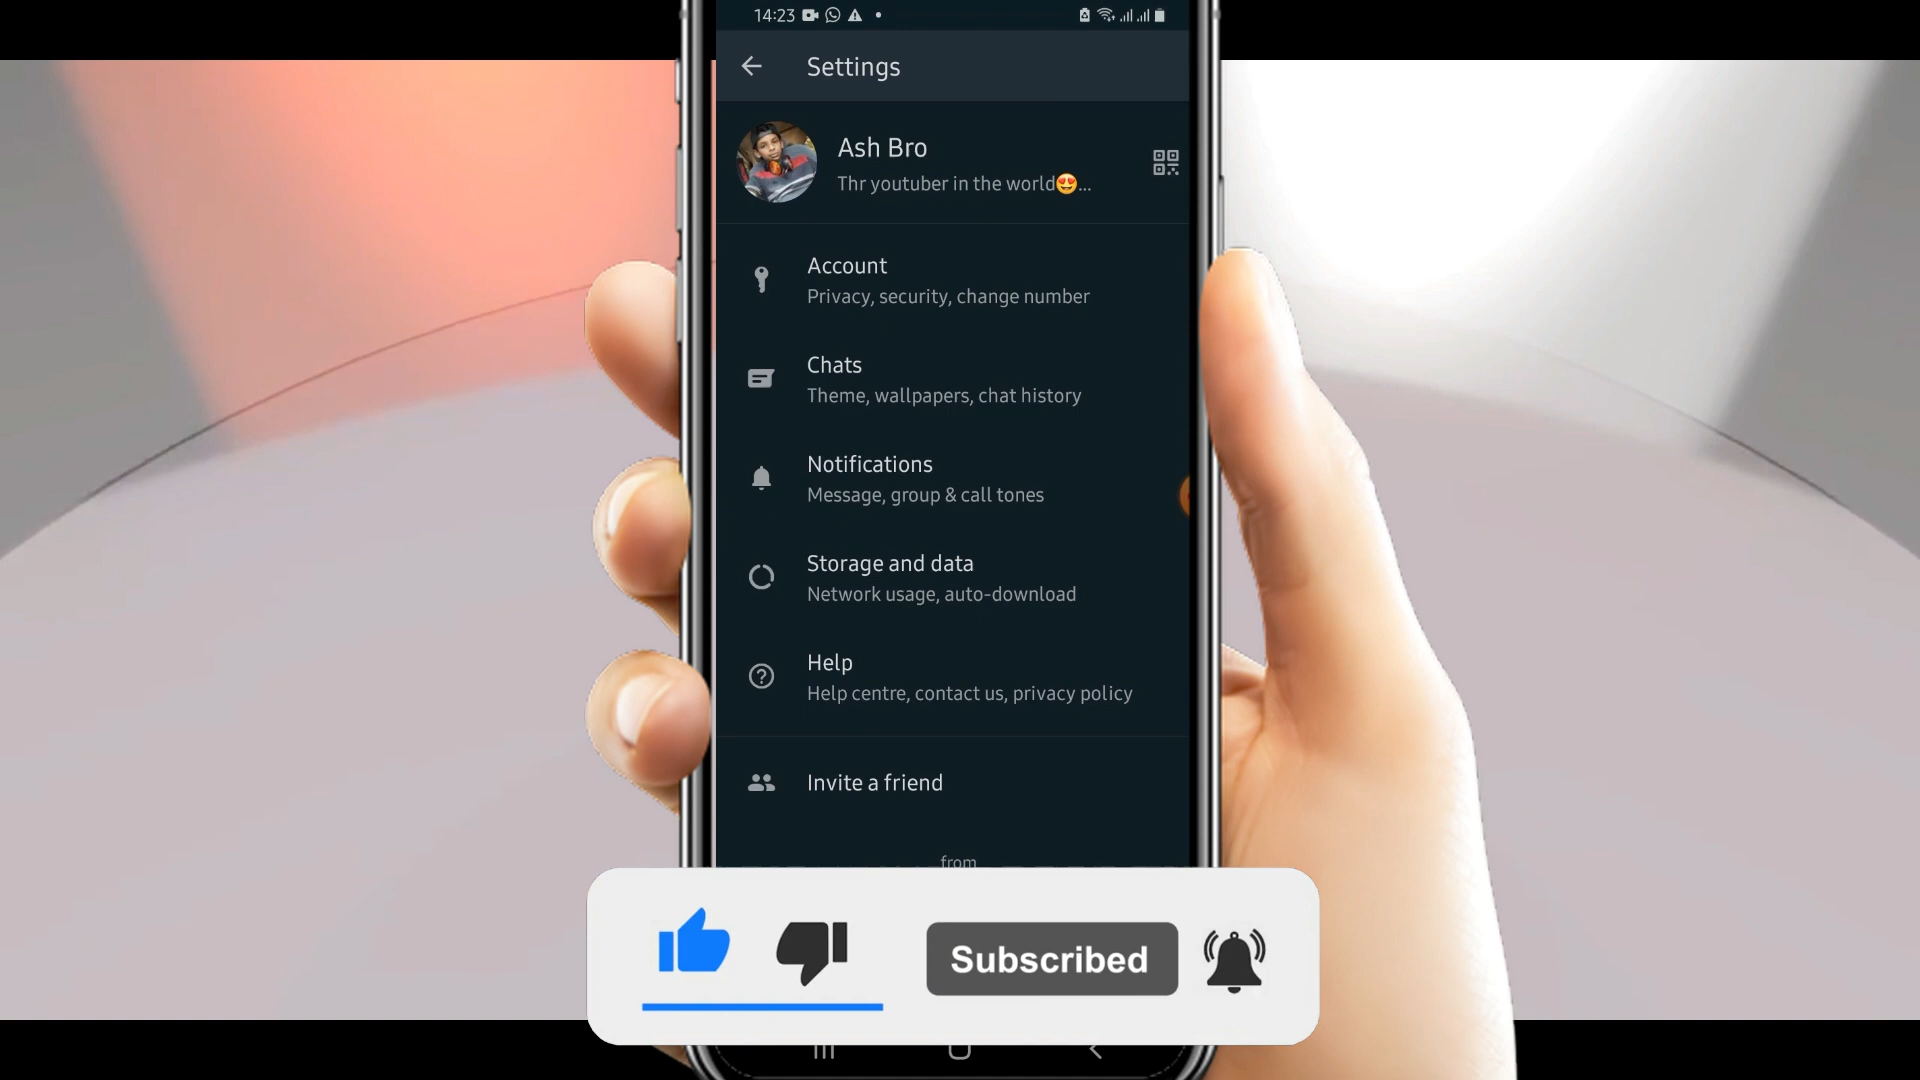 14:23
Settings
Ash Bro
Thr youtuber in the world😍...
Account
Privacy, security, change number
Chats
Theme, wallpapers, chat history
Notifications
Message, group & call tones
Storage and data
Network usage, auto-download
Help
Help centre, contact us, privacy policy
Invite a friend
from
Subscribed